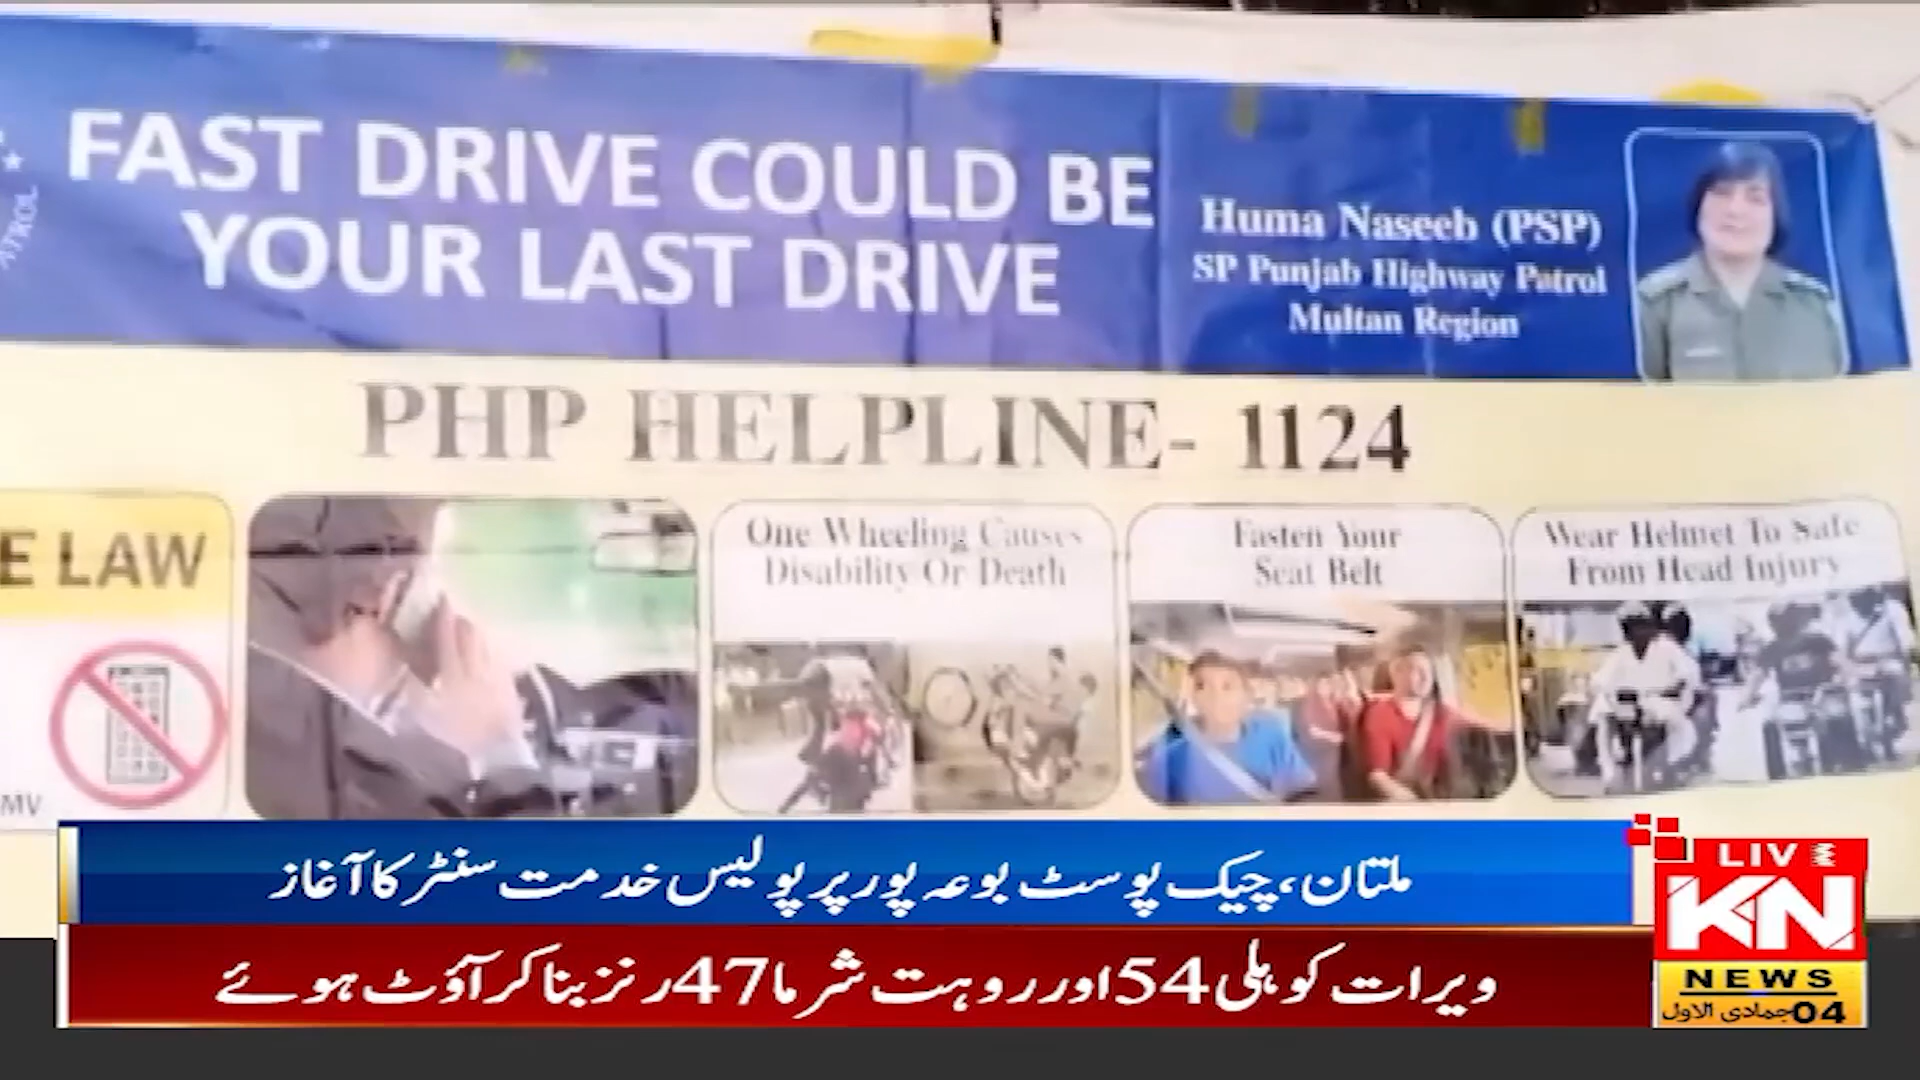 FAST DRIVE COULD BE
YOUR LAST DRIVE
Huma Naseeb (PSP)
SP Punjab Highway Patrol
Multan Region
PHP HELPLINE- 1124
E LAW
MV
One Wheeling Causes
Disability Or Death
Fasten Your
Seat Belt
Wear Helmet To Safe
From Head Injury
ملتان، چیک پوسٹ بوعہ پور پر پولیس خدمت سنٹر کا آغاز
ویرات کوہلی 54 اور روہت شرما 47 رنز بنا کر آؤٹ ہوئے
LIVE
KN
NEWS
04 جمادی الاول